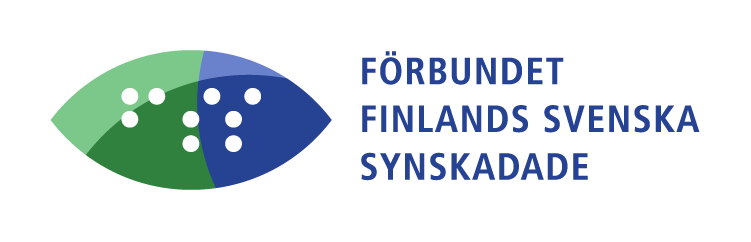 ⠋⠎⠎
FÖRBUNDET
FINLANDS SVENSKA
SYNSKADADE